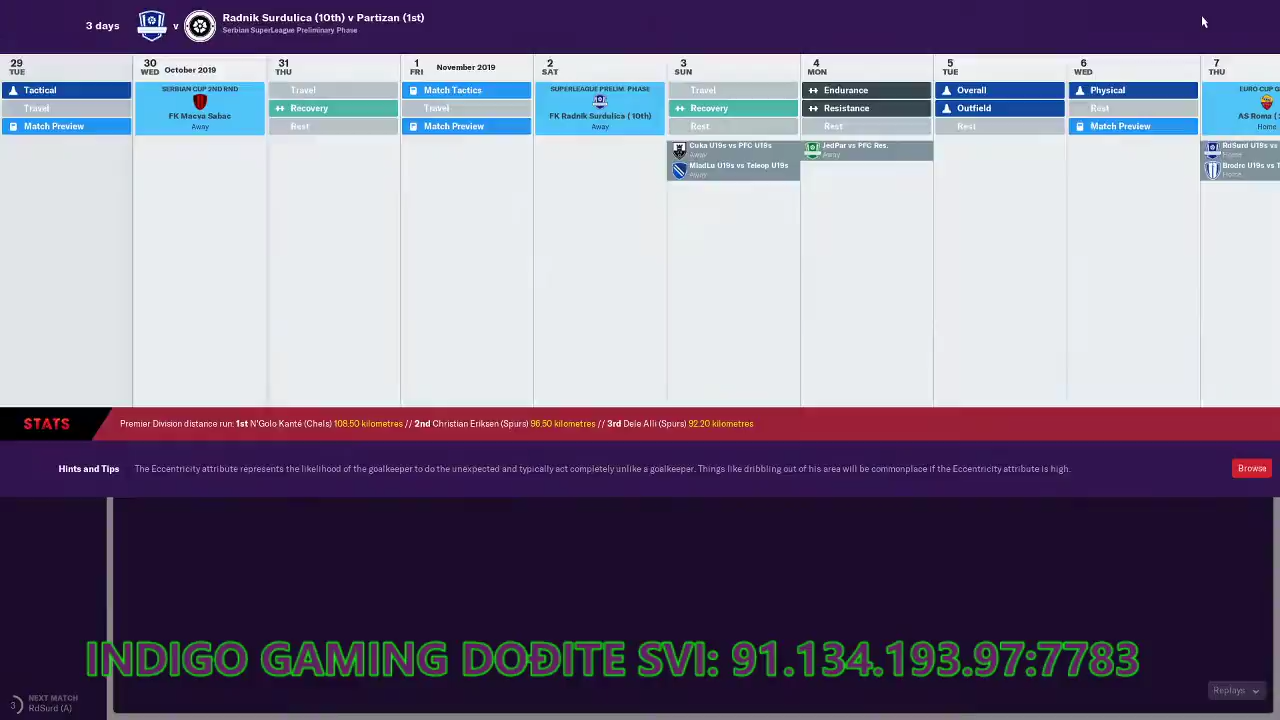 3 days
v
Radnik Surdulica (10th) v Partizan (1st)
Serbian SuperLeague Preliminary Phase
29
TUE
30
WED
October 2019
31
THU
1
FRI
November 2019
2
SAT
3
SUN
4
MON
5
TUE
6
WED
7
THU
Tactical
Travel
Match Preview
SERBIAN CUP 2ND RND
FK Macva Sabac
Away
Travel
Recovery
Rest
Match Tactics
Travel
Match Preview
SUPERLEAGUE PRELIM. PHASE
FK Radnik Surdulica ( 10th)
Away
Travel
Recovery
Rest
Cuka U19s vs PFC U19s
Away
MladLu U19s vs Teleop U19s
Away
Endurance
Resistance
Rest
JedPar vs PFC Res.
Away
Overall
Outfield
Rest
Physical
Rest
Match Preview
EURO CUP G
AS Roma (
Home
RdSurd U19s vs
Brodrc U19s vs T
Home
STATS
Premier Division distance run: 1st N'Golo Kanté (Chels) 108.50 kilometres // 2nd Christian Eriksen (Spurs) 96.50 kilometres // 3rd Dele Alli (Spurs) 92.20 kilometres
Hints and Tips
The Eccentricity attribute represents the likelihood of the goalkeeper to do the unexpected and typically act completely unlike a goalkeeper. Things like dribbling out of his area will be commonplace if the Eccentricity attribute is high.
Browse
INDIGO GAMING DOĐITE SVI: 91.134.193.97:7783
Replays
3
NEXT MATCH
RdSurd (A)